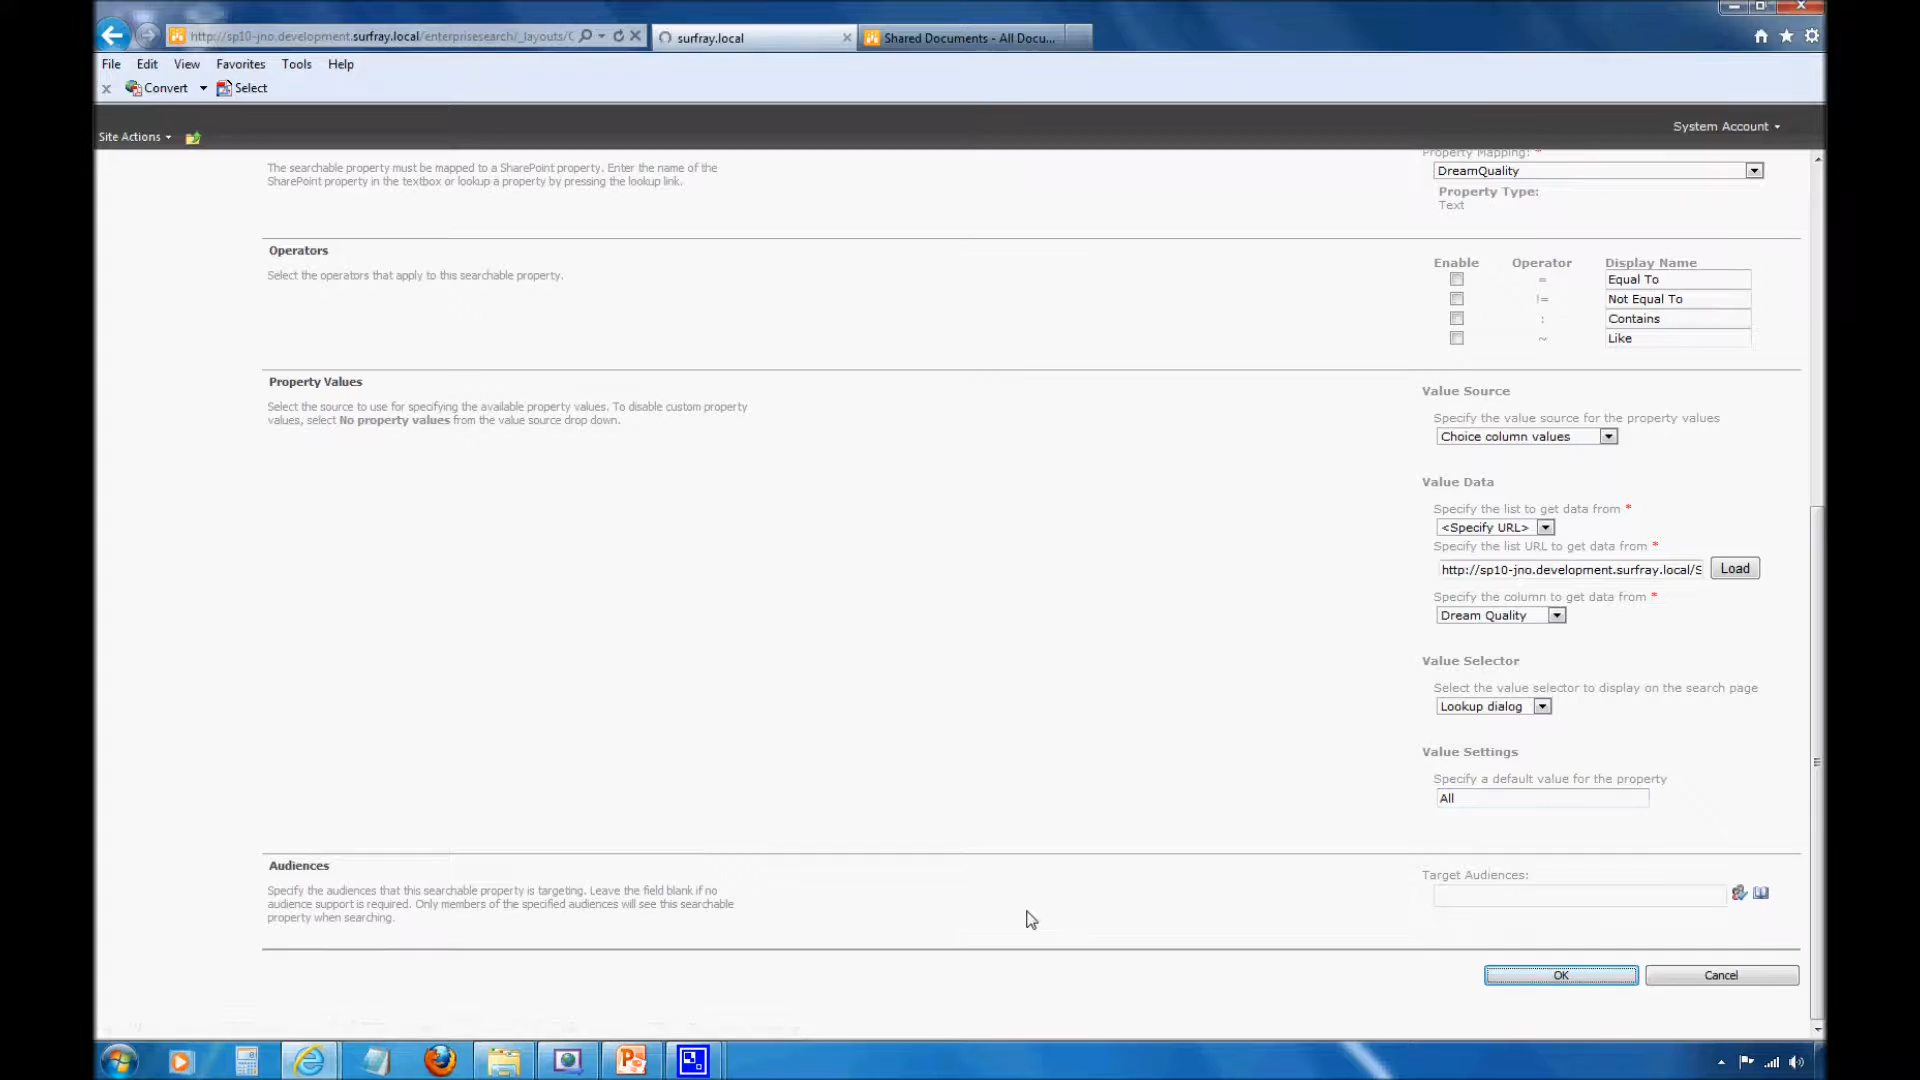 http://sp10-jno.development.surfray.local/enterprisesearch/_layouts/C
surfray.local
Shared Documents - All Docu...
File Edit View Favorites Tools Help
x Convert Select
Site Actions
System Account
Property Mapping: *
The searchable property must be mapped to a SharePoint property. Enter the name of the
SharePoint property in the textbox or lookup a property by pressing the lookup link.
DreamQuality
Property Type:
Text
Operators
Select the operators that apply to this searchable property.
Enable Operator Display Name
= Equal To
!= Not Equal To
: Contains
~ Like
Property Values
Select the source to use for specifying the available property values. To disable custom property
values, select No property values from the value source drop down.
Value Source
Specify the value source for the property values
Choice column values
Value Data
Specify the list to get data from *
<Specify URL>
Specify the list URL to get data from *
http://sp10-jno.development.surfray.local/S Load
Specify the column to get data from *
Dream Quality
Value Selector
Select the value selector to display on the search page
Lookup dialog
Value Settings
Specify a default value for the property
All
Audiences
Specify the audiences that this searchable property is targeting. Leave the field blank if no
audience support is required. Only members of the specified audiences will see this searchable
property when searching.
Target Audiences:
OK Cancel